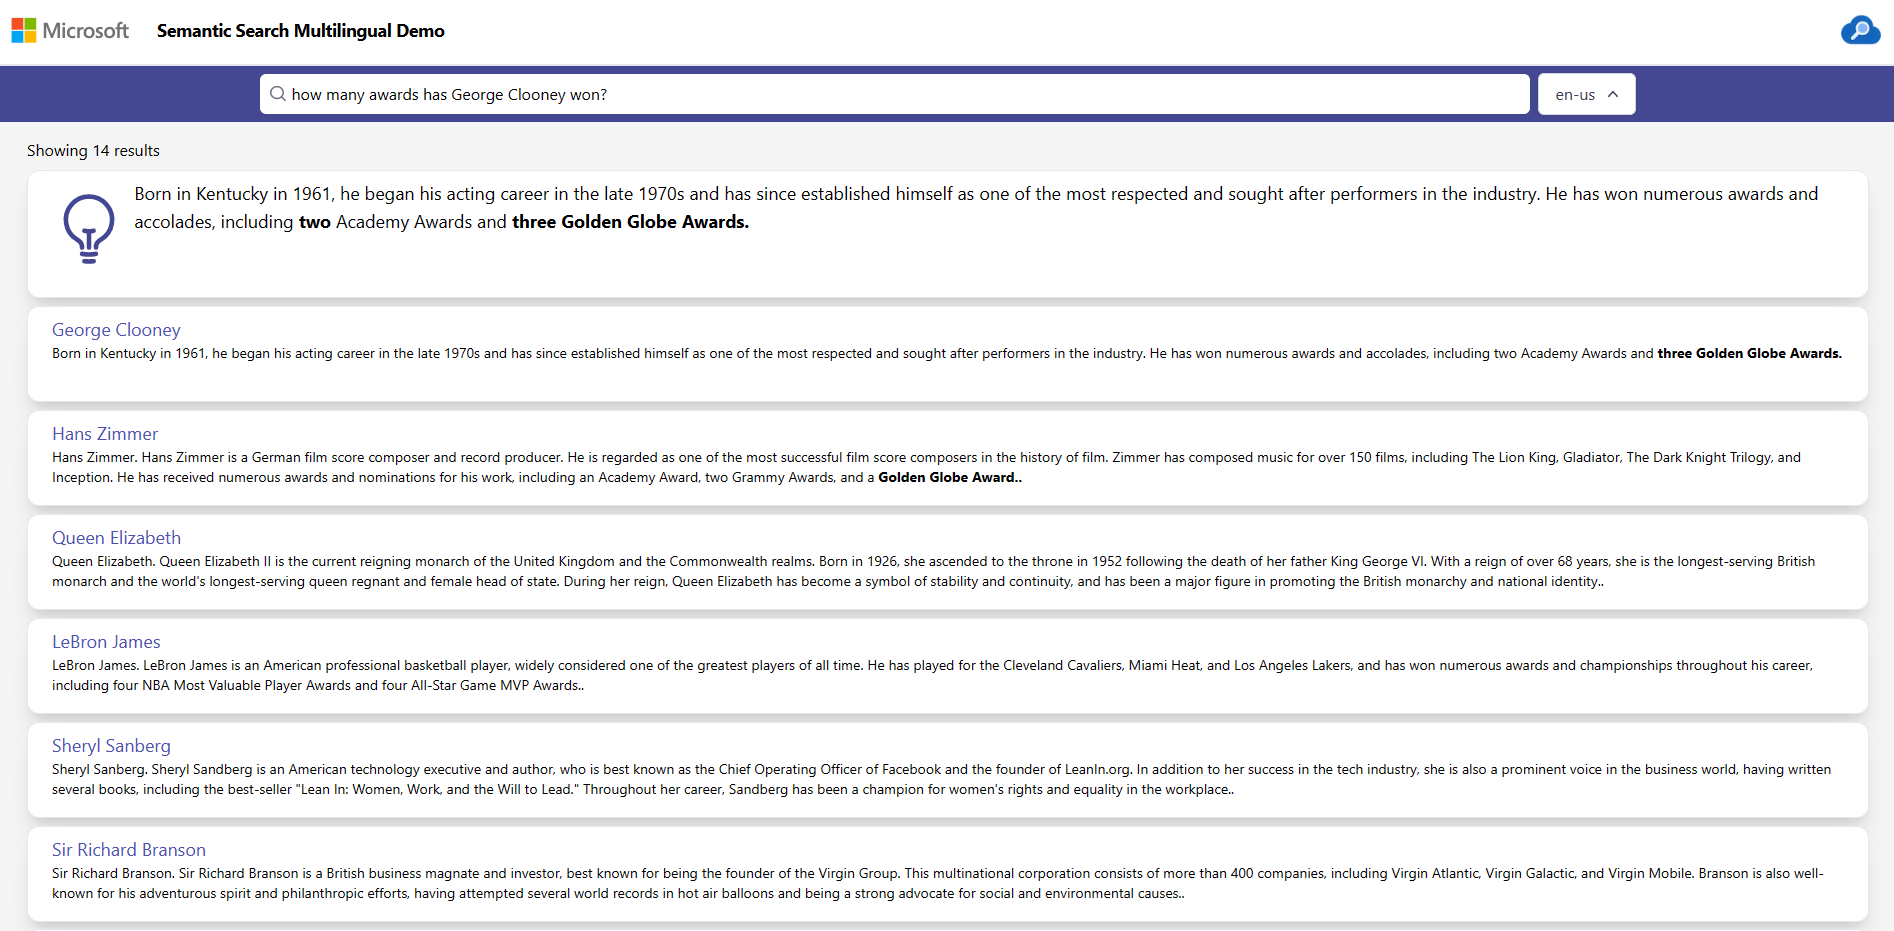 Microsoft
Semantic Search Multilingual Demo
how many awards has George Clooney won?
en-us
Showing 14 results
Born in Kentucky in 1961, he began his acting career in the late 1970s and has since established himself as one of the most respected and sought after performers in the industry. He has won numerous awards and
accolades, including two Academy Awards and three Golden Globe Awards.
George Clooney
Born in Kentucky in 1961, he began his acting career in the late 1970s and has since established himself as one of the most respected and sought after performers in the industry. He has won numerous awards and accolades, including two Academy Awards and three Golden Globe Awards.
Hans Zimmer
Hans Zimmer. Hans Zimmer is a German film score composer and record producer. He is regarded as one of the most successful film score composers in the history of film. Zimmer has composed music for over 150 films, including The Lion King, Gladiator, The Dark Knight Trilogy, and
Inception. He has received numerous awards and nominations for his work, including an Academy Award, two Grammy Awards, and a Golden Globe Award..
Queen Elizabeth
Queen Elizabeth. Queen Elizabeth II is the current reigning monarch of the United Kingdom and the Commonwealth realms. Born in 1926, she ascended to the throne in 1952 following the death of her father King George VI. With a reign of over 68 years, she is the longest-serving British
monarch and the world's longest-serving queen regnant and female head of state. During her reign, Queen Elizabeth has become a symbol of stability and continuity, and has been a major figure in promoting the British monarchy and national identity..
LeBron James
LeBron James. LeBron James is an American professional basketball player, widely considered one of the greatest players of all time. He has played for the Cleveland Cavaliers, Miami Heat, and Los Angeles Lakers, and has won numerous awards and championships throughout his career,
including four NBA Most Valuable Player Awards and four All-Star Game MVP Awards..
Sheryl Sanberg
Sheryl Sanberg. Sheryl Sandberg is an American technology executive and author, who is best known as the Chief Operating Officer of Facebook and the founder of LeanIn.org. In addition to her success in the tech industry, she is also a prominent voice in the business world, having written
several books, including the best-seller "Lean In: Women, Work, and the Will to Lead." Throughout her career, Sandberg has been a champion for women's rights and equality in the workplace..
Sir Richard Branson
Sir Richard Branson. Sir Richard Branson is a British business magnate and investor, best known for being the founder of the Virgin Group. This multinational corporation consists of more than 400 companies, including Virgin Atlantic, Virgin Galactic, and Virgin Mobile. Branson is also well-
known for his adventurous spirit and philanthropic efforts, having attempted several world records in hot air balloons and being a strong advocate for social and environmental causes..